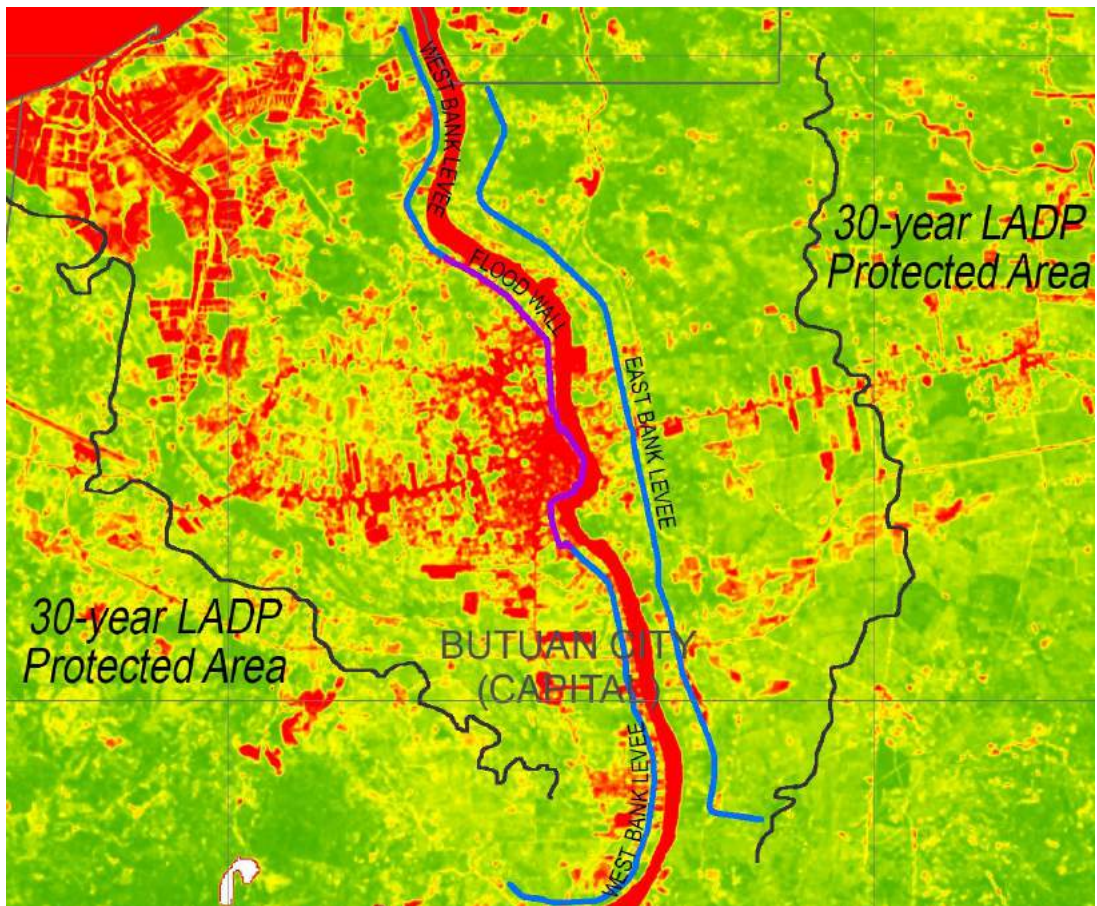 WEST BANK LEVEE
30-year LADP
Protected Area
FLOOD WALL
EAST BANK LEVEE
30-year LADP
Protected Area
BUTUAN CITY
(CAPITAL)
WEST BANK LEVEE